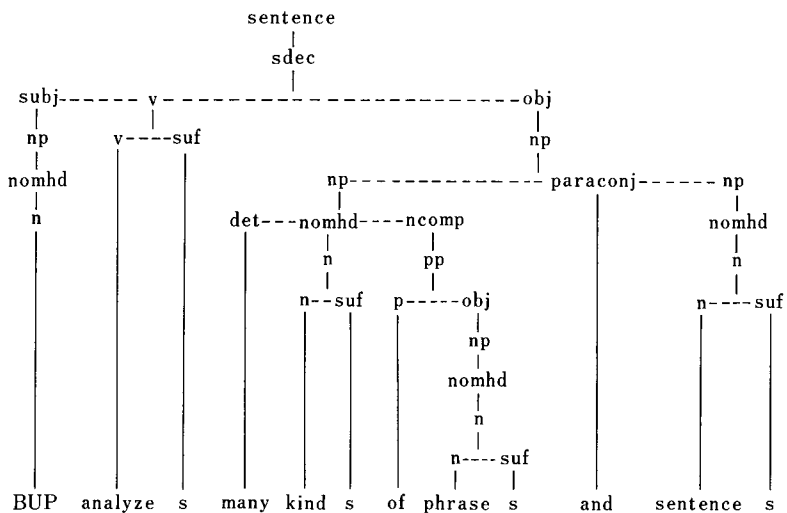 sentence
sdec
subj v obj
np v suf np
nomhd np paraconj np
n det nomhd ncomp nomhd
n pp n
n suf p obj n suf
np
nomhd
n
n suf
BUP analyze s many kind s of phrase s and sentence s